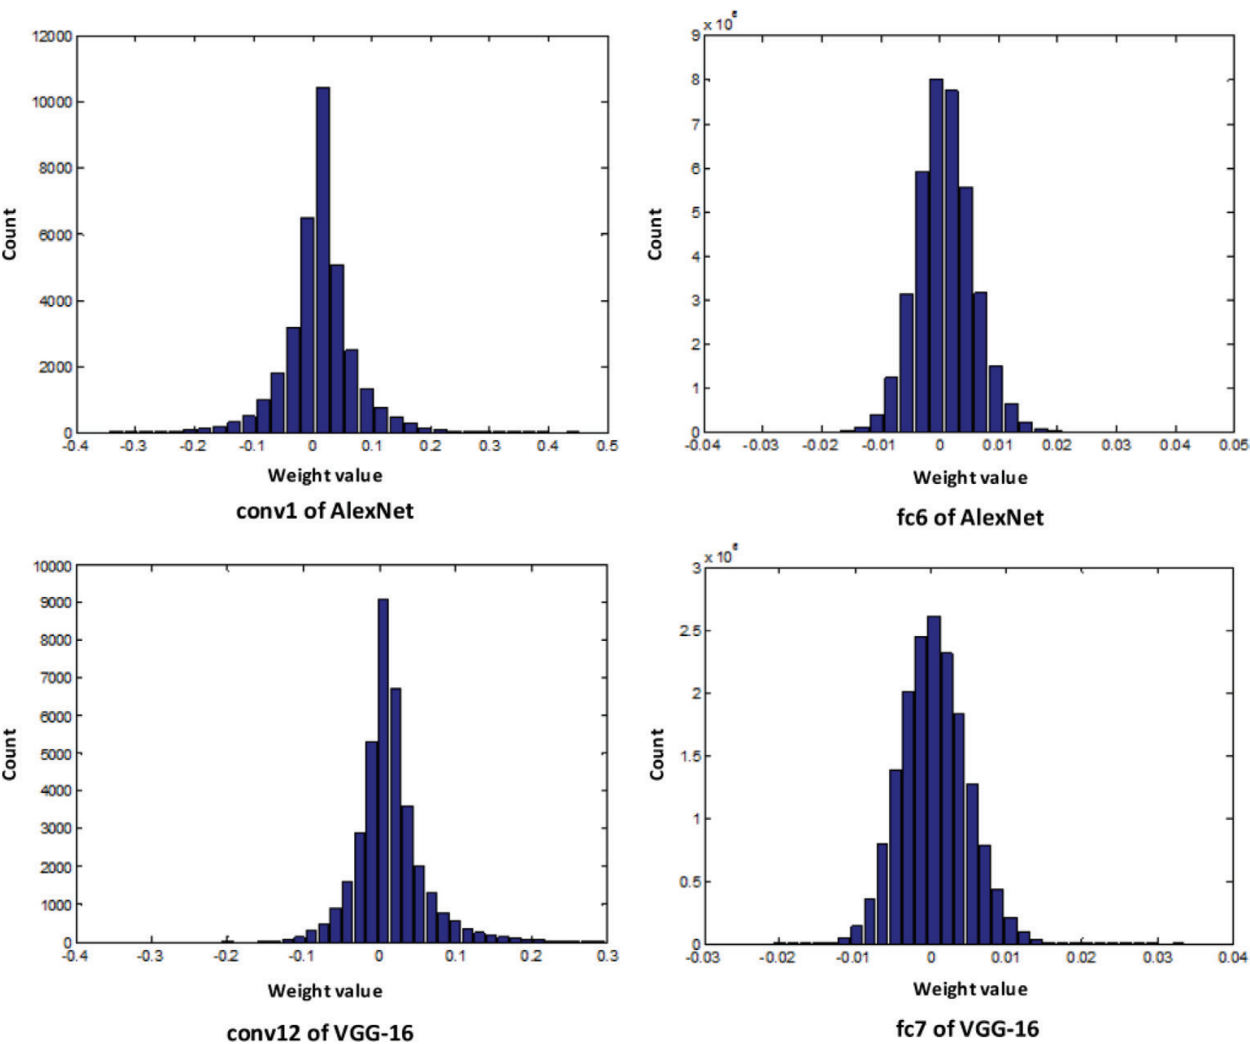 12000
10000
8000
6000
4000
2000
0
Count
-0.4 -0.3 -0.2 -0.1 0 0.1 0.2 0.3 0.4 0.5
Weight value
conv1 of AlexNet
x 10
9
8
7
6
5
4
3
2
1
0
Count
-0.04 -0.03 -0.02 -0.01 0 0.01 0.02 0.03 0.04 0.05
Weight value
fc6 of AlexNet
10000
9000
8000
7000
6000
5000
4000
3000
2000
1000
0
Count
-0.4 -0.3 -0.2 -0.1 0 0.1 0.2 0.3
Weight value
conv12 of VGG-16
x 10
3
2.5
2
1.5
1
0.5
0
Count
-0.03 -0.02 -0.01 0 0.01 0.02 0.03 0.04
Weight value
fc7 of VGG-16